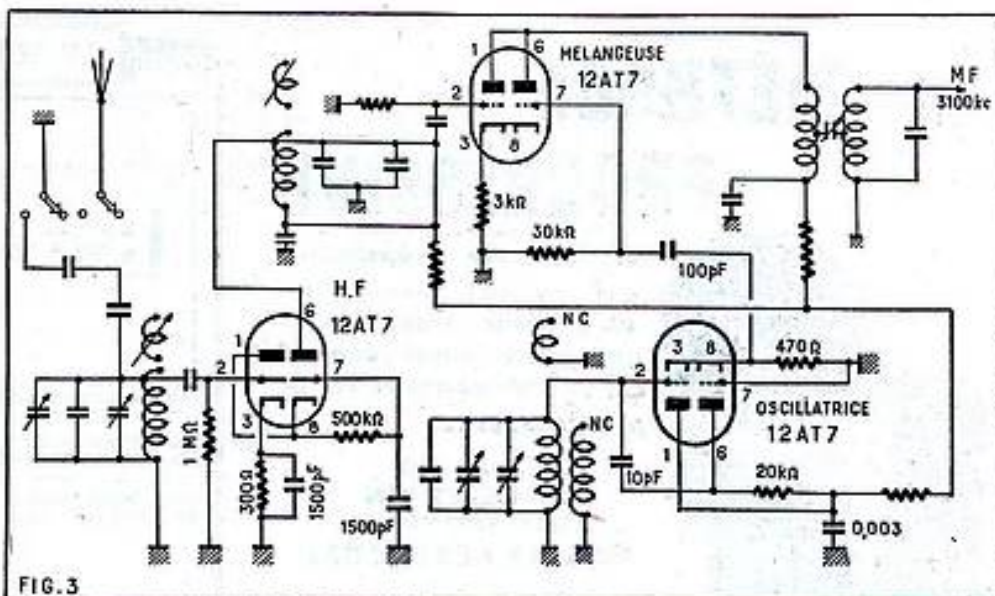 1
6
MELANGEUSE
12AT7
2
7
3
8
MF
3100kc
3kΩ
30kΩ
100pF
H.F
12AT7
6
1
2
7
3
8
500kΩ
1MΩ
300Ω
1500pF
1500pF
NC
NC
3
8
470Ω
2
7
OSCILLATRICE
12AT7
1
6
10pF
20kΩ
0,003
FIG.3